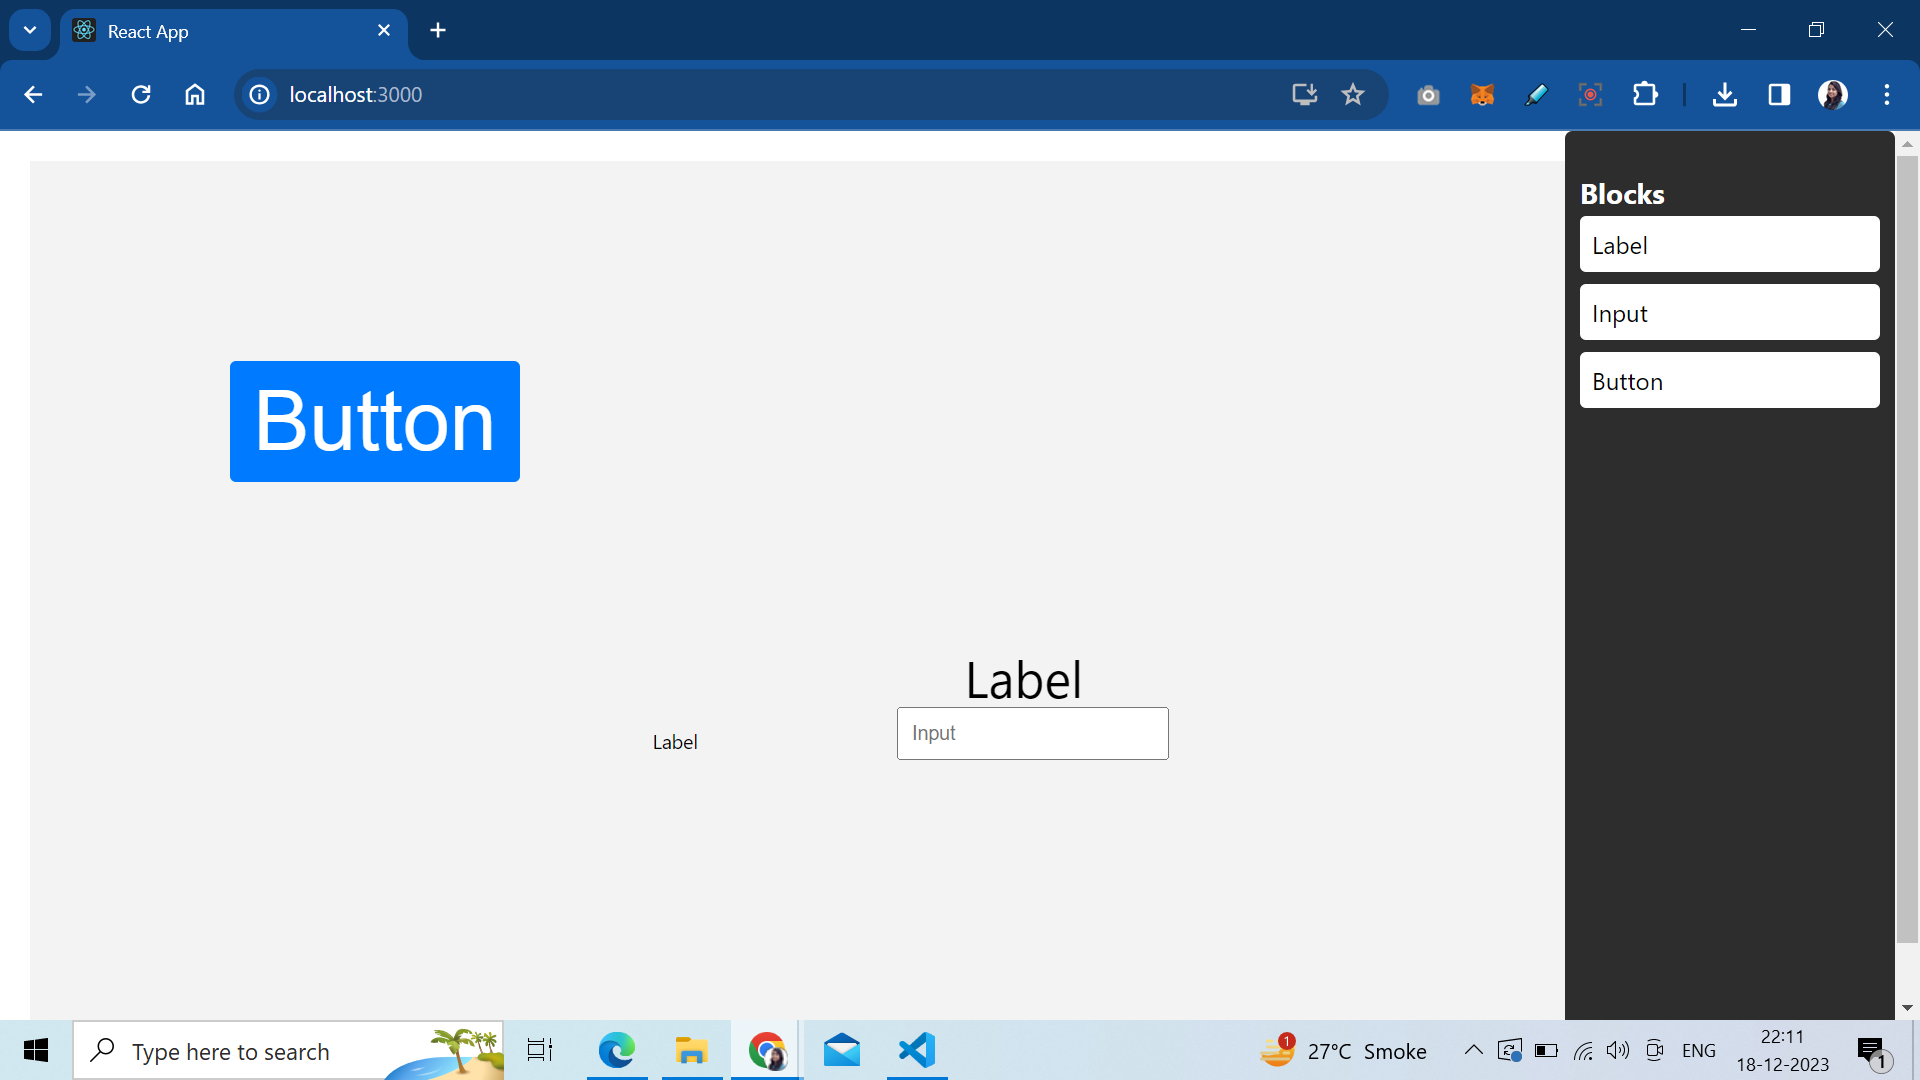 React App
localhost:3000
Blocks
Label
Input
Button
Button
Label
Input
Label
Type here to search
1
27°C Smoke
ENG
22:11
18-12-2023
1